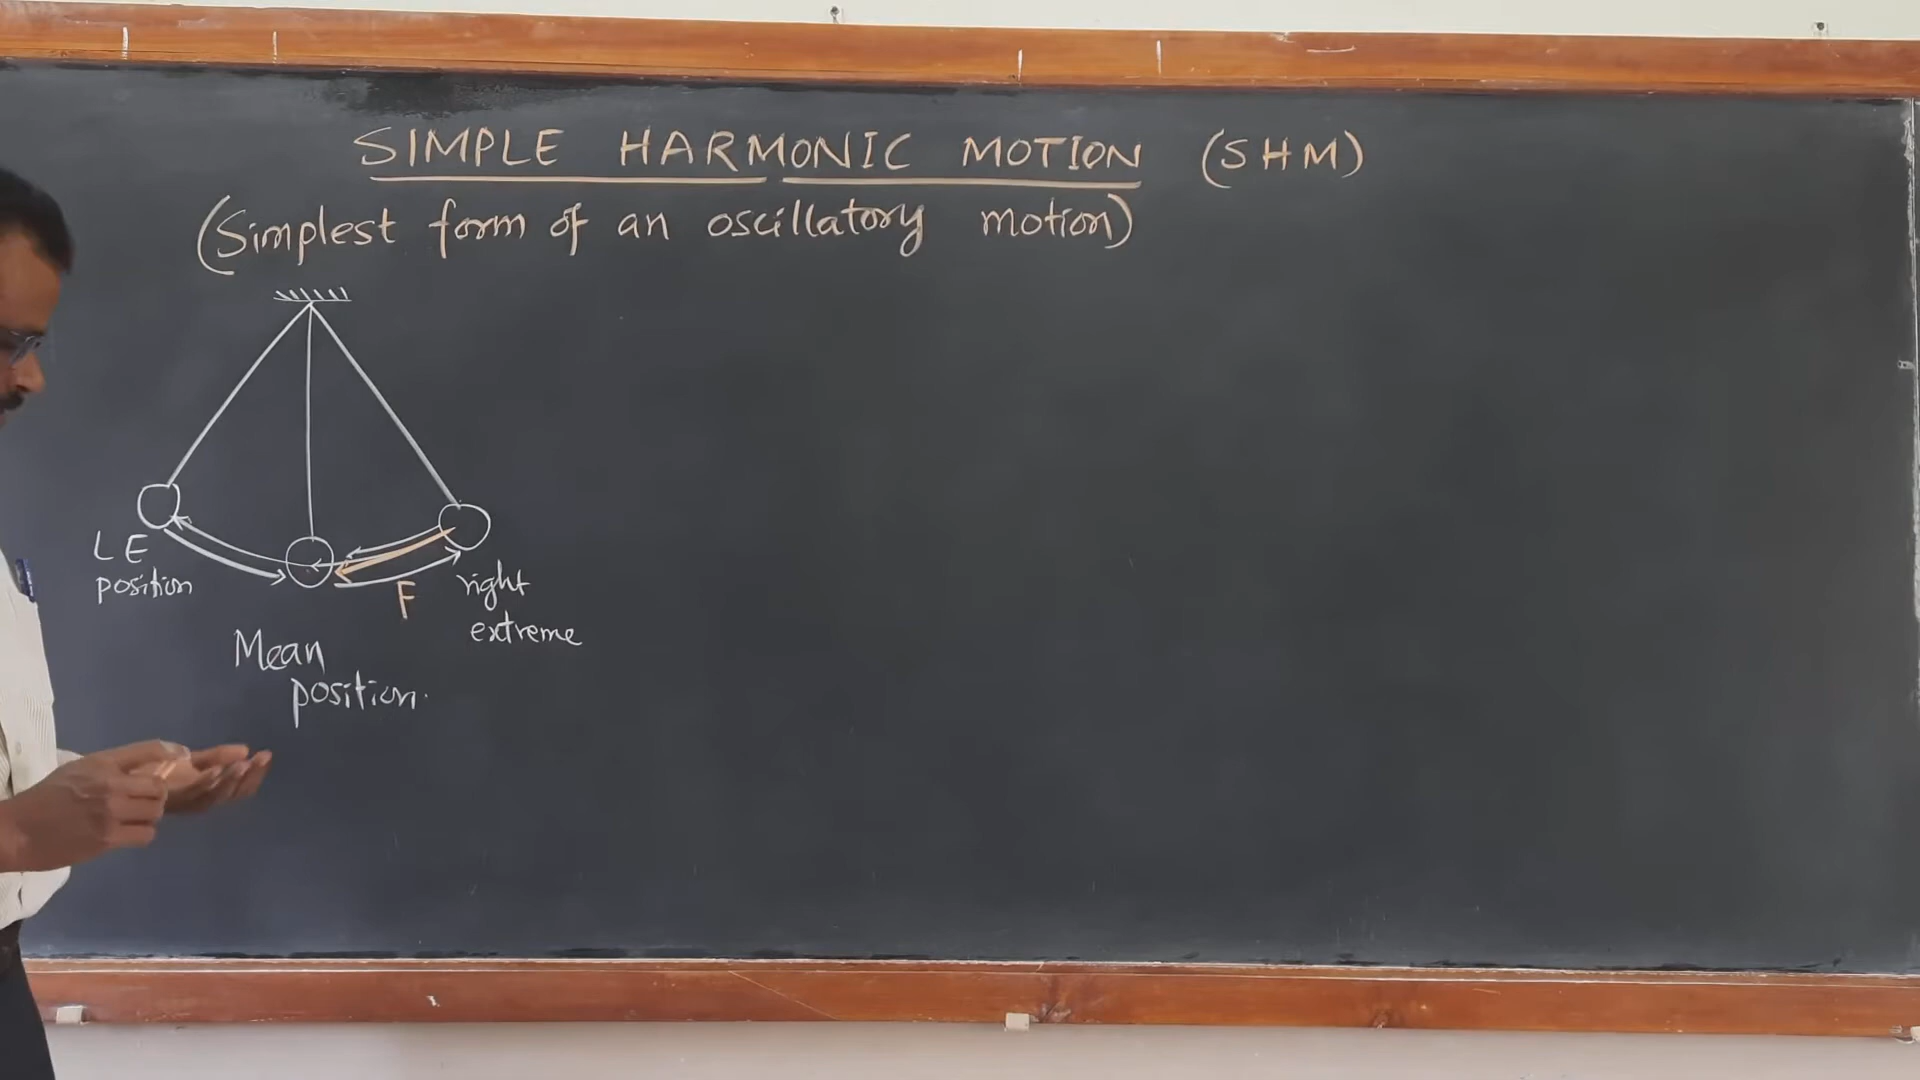 SIMPLE HARMONIC MOTION (SHM)
(Simplest form of an oscillatory motion)
LE
position
F
right
extreme
Mean
position.